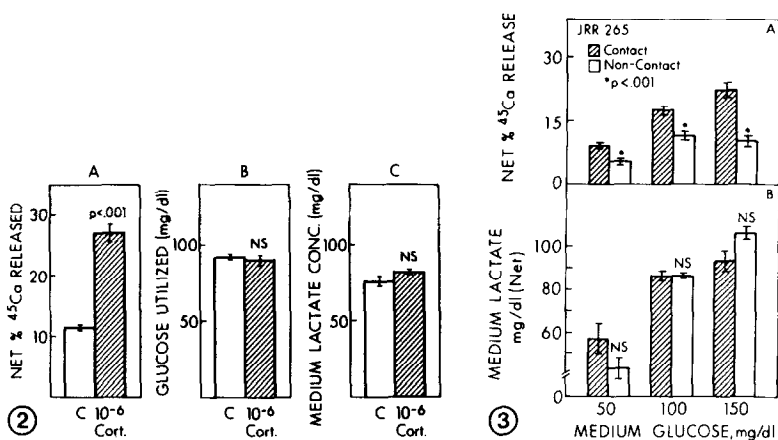 A
NET % 45Ca RELEASED
30
20
10
p<.001
C 10-6
Cort.
B
GLUCOSE UTILIZED (mg/dl)
100
50
NS
C 10-6
Cort.
C
MEDIUM LACTATE CONC. (mg/dl)
100
50
NS
C 10-6
Cort.
2
JRR 265
A
Contact
Non-Contact
*p<.001
NET % 45Ca RELEASE
30
15
0
*
*
*
B
MEDIUM LACTATE
mg/dl (Net)
100
80
60
NS
NS
NS
50
100
150
MEDIUM GLUCOSE, mg/dl
3